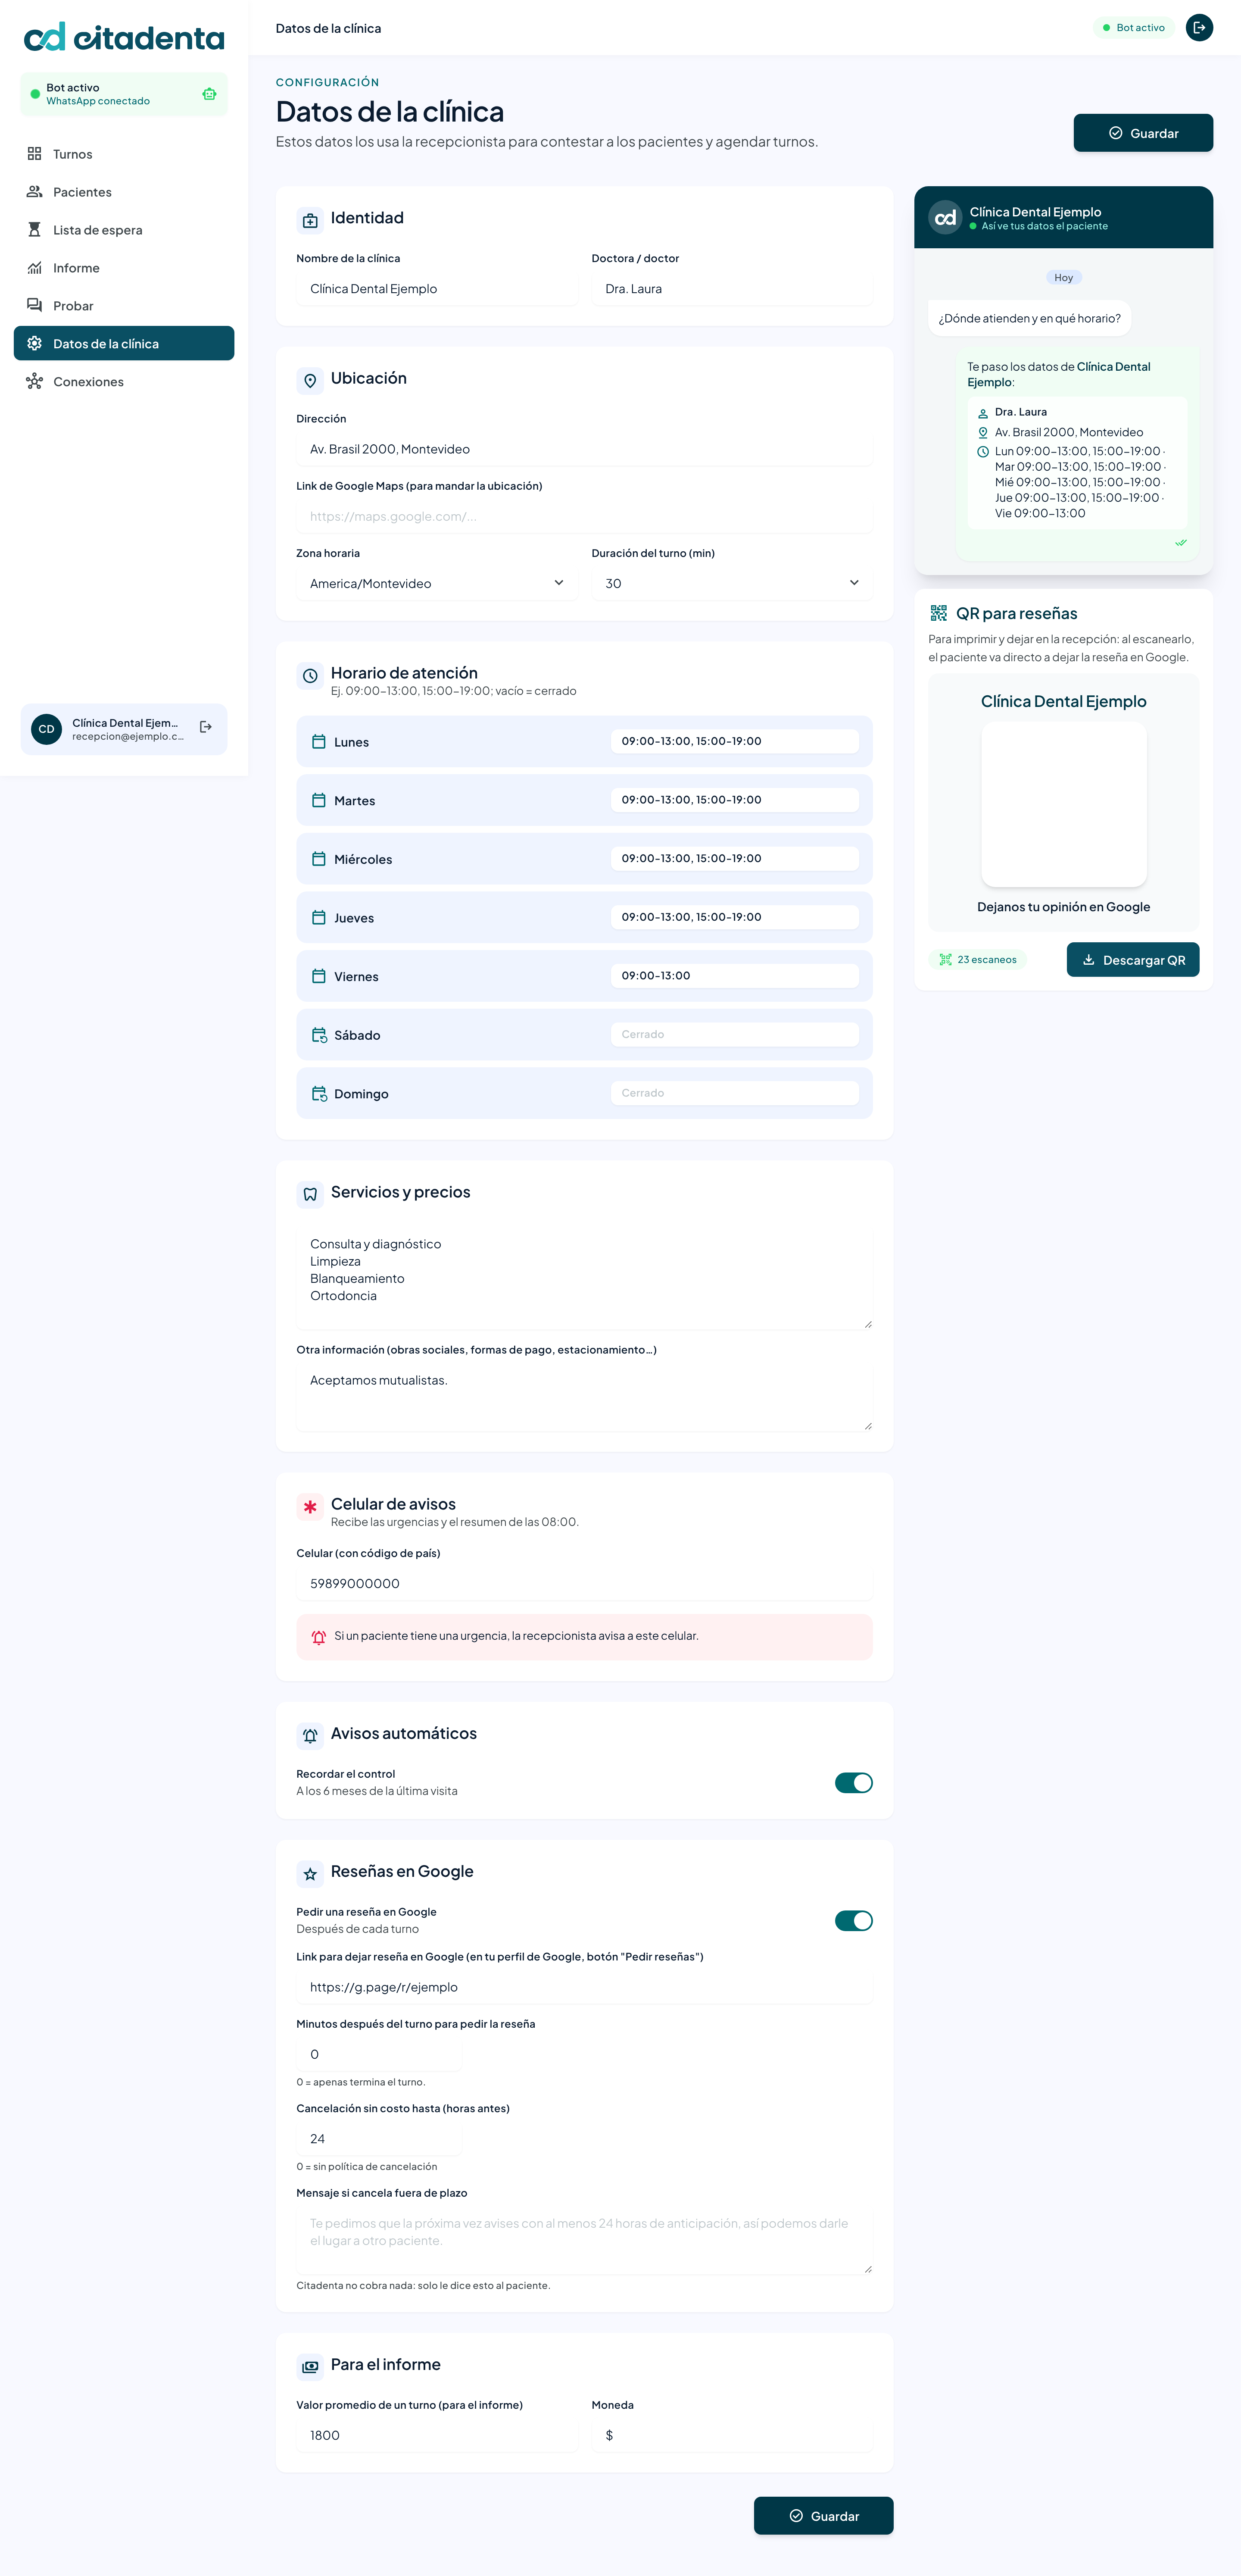 cd citadenta
Bot activo
WhatsApp conectado
Turnos
Pacientes
Lista de espera
Informe
Probar
Datos de la clínica
Conexiones
CD
Clínica Dental Ejem...
recepcion@ejemplo.c...
Datos de la clínica
Bot activo
CONFIGURACIÓN
Datos de la clínica
Estos datos los usa la recepcionista para contestar a los pacientes y agendar turnos.
Guardar
Identidad
Nombre de la clínica
Doctora / doctor
Clínica Dental Ejemplo
Dra. Laura
Ubicación
Dirección
Av. Brasil 2000, Montevideo
Link de Google Maps (para mandar la ubicación)
https://maps.google.com/...
Zona horaria
Duración del turno (min)
America/Montevideo
30
Horario de atención
Ej. 09:00–13:00, 15:00–19:00; vacío = cerrado
Lunes
09:00-13:00, 15:00-19:00
Martes
09:00-13:00, 15:00-19:00
Miércoles
09:00-13:00, 15:00-19:00
Jueves
09:00-13:00, 15:00-19:00
Viernes
09:00-13:00
Sábado
Cerrado
Domingo
Cerrado
Servicios y precios
Consulta y diagnóstico
Limpieza
Blanqueamiento
Ortodoncia
Otra información (obras sociales, formas de pago, estacionamiento…)
Aceptamos mutualistas.
Celular de avisos
Recibe las urgencias y el resumen de las 08:00.
Celular (con código de país)
59899000000
Si un paciente tiene una urgencia, la recepcionista avisa a este celular.
Avisos automáticos
Recordar el control
A los 6 meses de la última visita
Reseñas en Google
Pedir una reseña en Google
Después de cada turno
Link para dejar reseña en Google (en tu perfil de Google, botón "Pedir reseñas")
https://g.page/r/ejemplo
Minutos después del turno para pedir la reseña
0
0 = apenas termina el turno.
Cancelación sin costo hasta (horas antes)
24
0 = sin política de cancelación
Mensaje si cancela fuera de plazo
Te pedimos que la próxima vez avises con al menos 24 horas de anticipación, así podemos darle
el lugar a otro paciente.
Citadenta no cobra nada: solo le dice esto al paciente.
Para el informe
Valor promedio de un turno (para el informe)
Moneda
1800
$
Guardar
cd
Clínica Dental Ejemplo
Así ve tus datos el paciente
Hoy
¿Dónde atienden y en qué horario?
Te paso los datos de Clínica Dental
Ejemplo:
Dra. Laura
Av. Brasil 2000, Montevideo
Lun 09:00–13:00, 15:00–19:00 ·
Mar 09:00–13:00, 15:00–19:00 ·
Mié 09:00–13:00, 15:00–19:00 ·
Jue 09:00–13:00, 15:00–19:00 ·
Vie 09:00–13:00
QR para reseñas
Para imprimir y dejar en la recepción: al escanearlo,
el paciente va directo a dejar la reseña en Google.
Clínica Dental Ejemplo
Dejanos tu opinión en Google
23 escaneos
Descargar QR